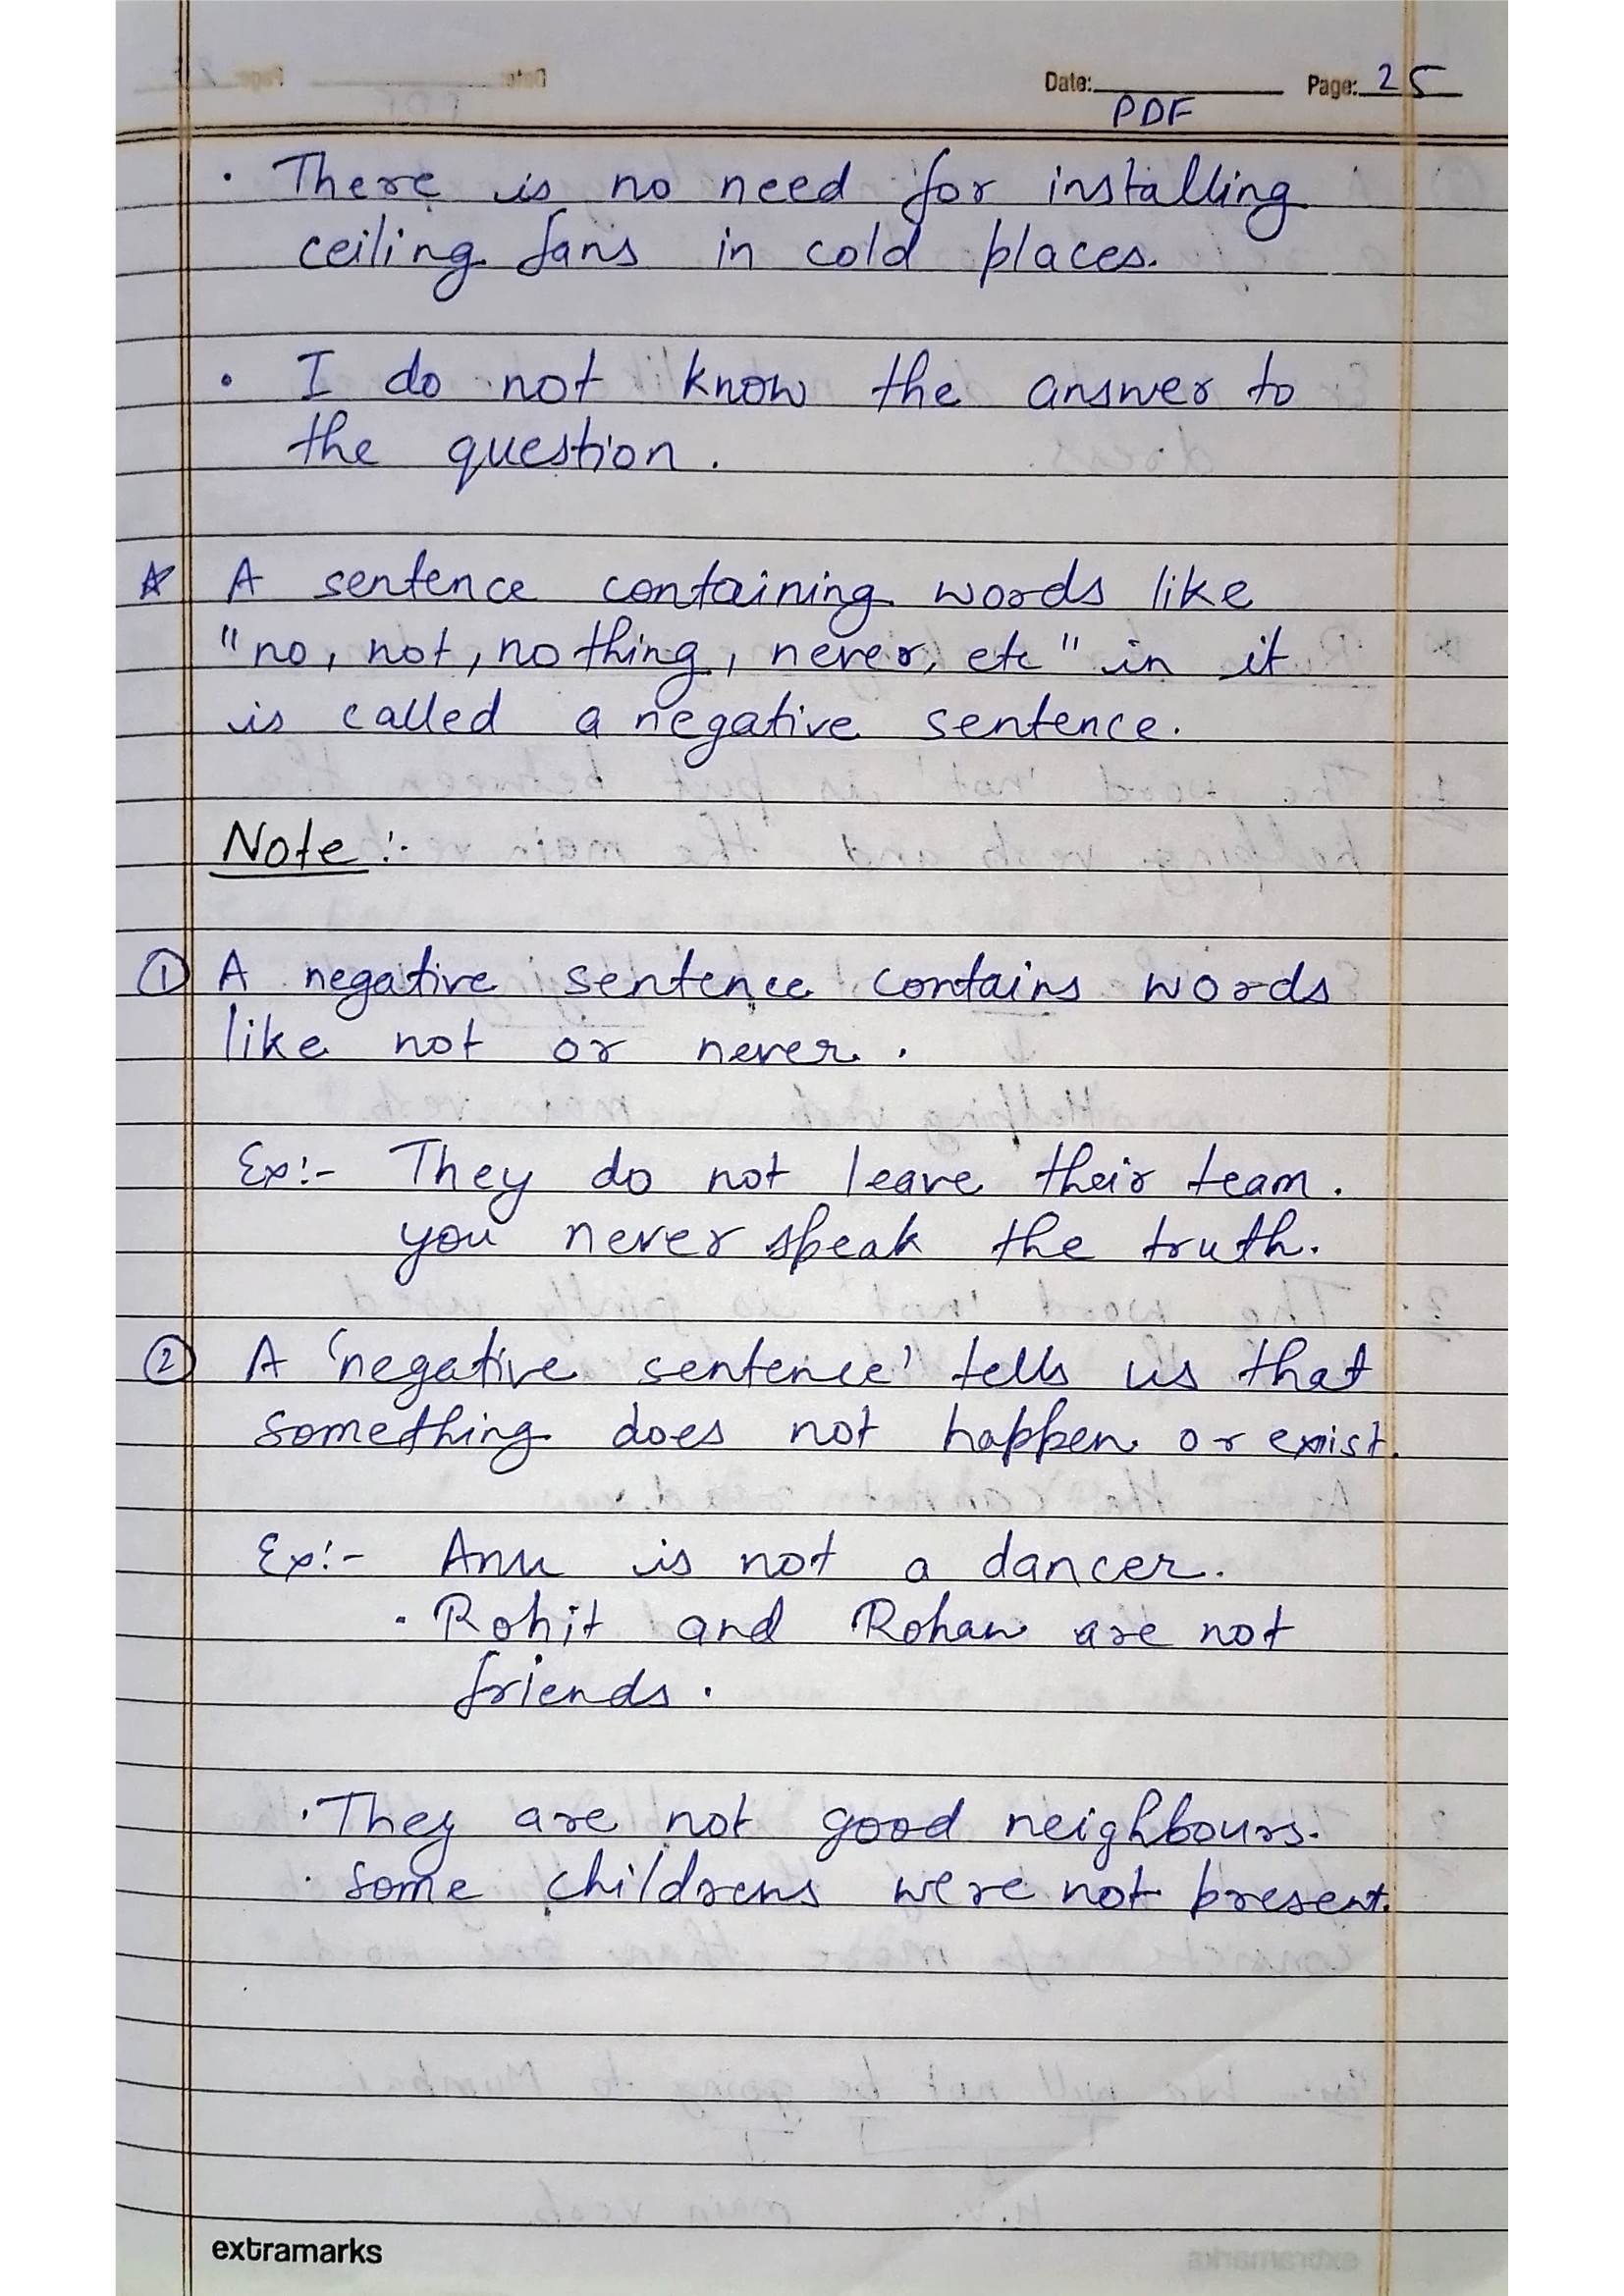 Date: Page: 25
PDF
• There is no need for installing
ceiling fans in cold places.
• I do not know the answer to
the question.
☆ A sentence containing words like
"no, not, nothing, never, etc" in it
is called a negative sentence.
Note :-
① A negative sentence contains words
like not or never.
Ex:- They do not leave their team.
you never speak the truth.
② A 'negative sentence' tells us that
something does not happen or exist.
Ex:- Anu is not a dancer.
• Rohit and Rohan are not
friends.
• They are not good neighbours.
• Some childrens were not present.
extramarks